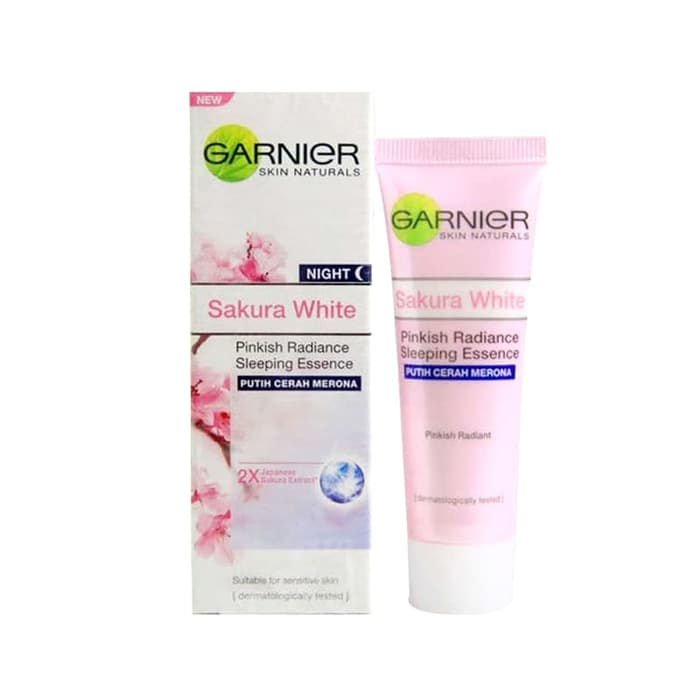 NEW
GARNIER
SKIN NATURALS
NIGHT
Sakura White
Pinkish Radiance
Sleeping Essence
PUTIH CERAH MERONA
2X Japanese
Sakura Extract*
Suitable for sensitive skin
[ dermatologically tested ]
GARNIER
SKIN NATURALS
Sakura White
Pinkish Radiance
Sleeping Essence
PUTIH CERAH MERONA
Pinkish Radiant
[ dermatologically tested ]